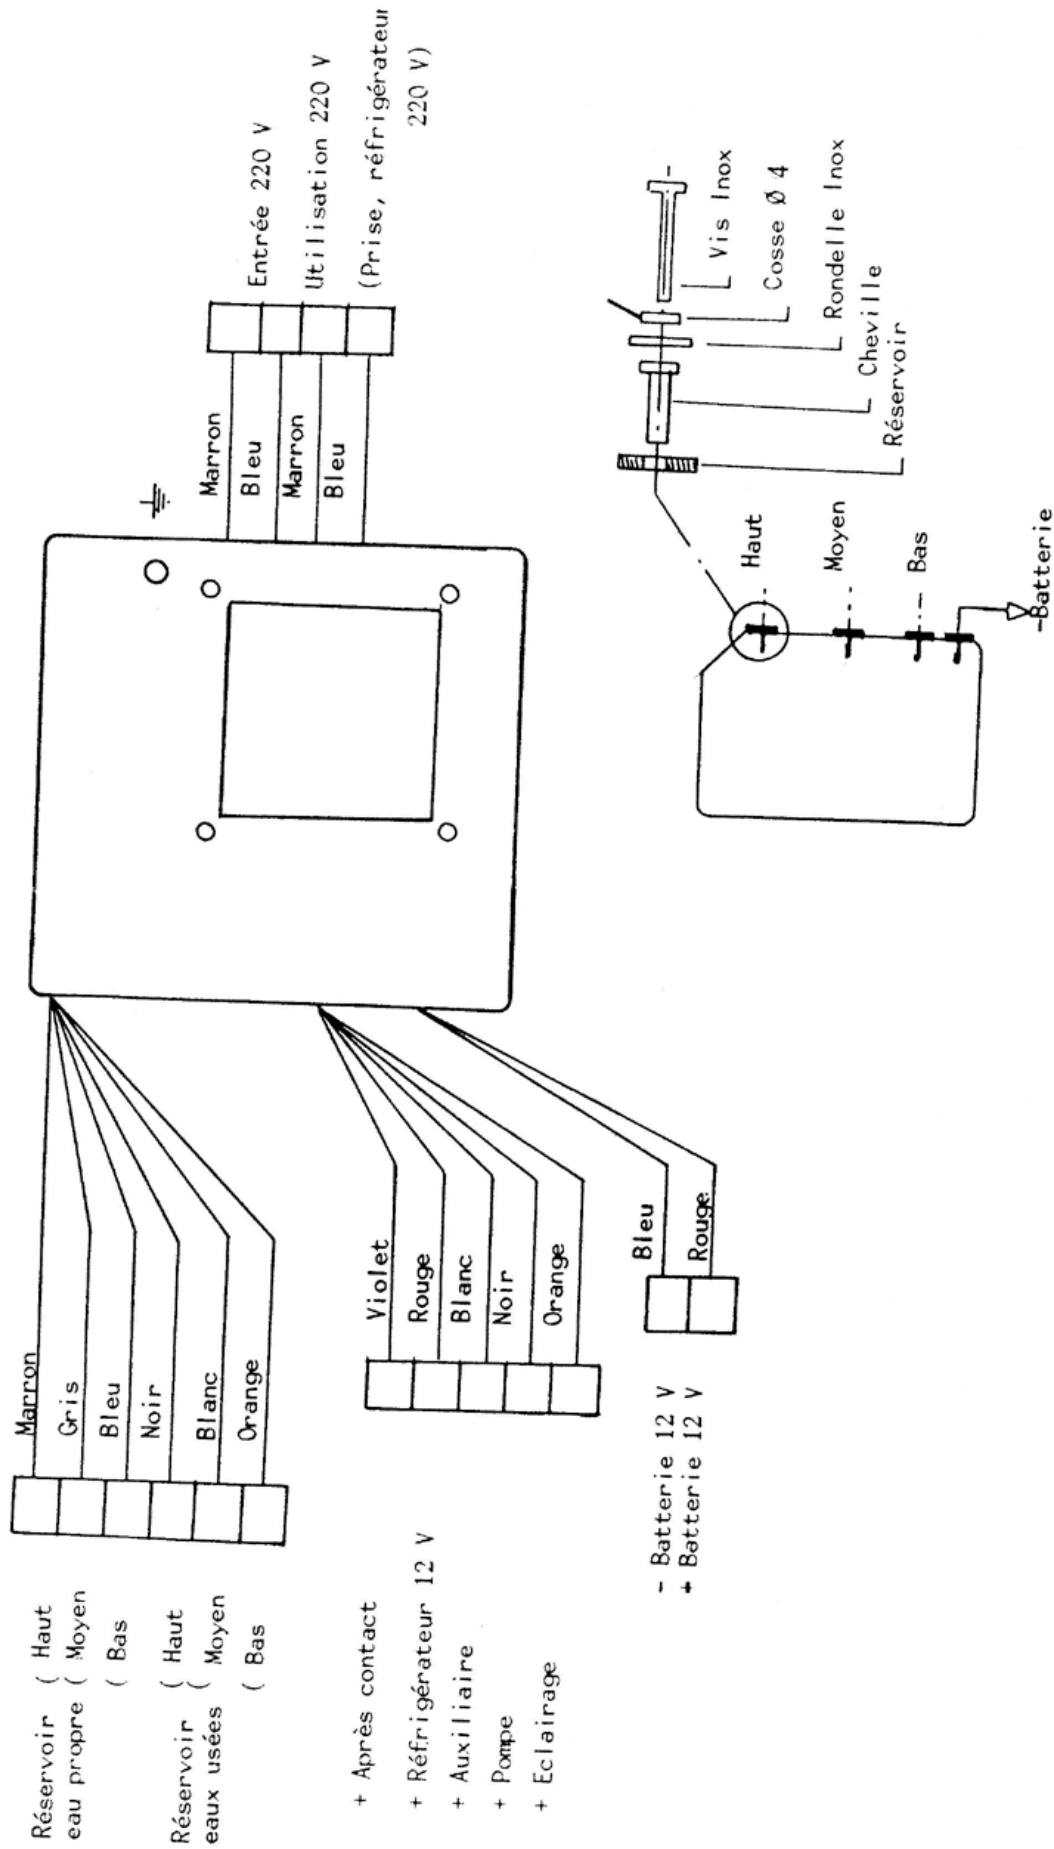 Réservoir ( Haut
eau propre ( Moyen
( Bas
Réservoir ( Haut
eaux usées ( Moyen
( Bas
Marron
Gris
Bleu
Noir
Blanc
Orange
+ Après contact
+ Réfrigérateur 12 V
+ Auxiliaire
+ Pompe
+ Eclairage
Violet
Rouge
Blanc
Noir
Orange
- Batterie 12 V
+ Batterie 12 V
Bleu
Rouge
Marron
Bleu
Marron
Bleu
Entrée 220 V
Utilisation 220 V
(Prise, réfrigérateur
220 V)
Haut
Moyen
Bas
-Batterie
Vis Inox
Cosse Ø 4
Rondelle Inox
Cheville
Réservoir